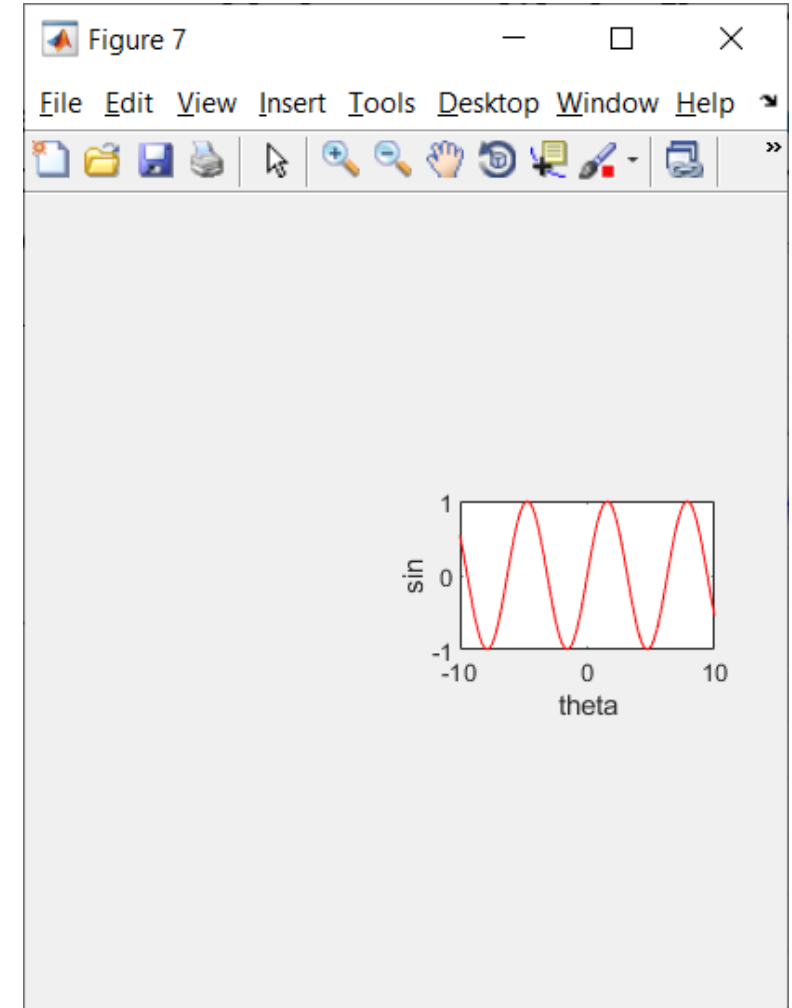 Figure 7
File Edit View Insert Tools Desktop Window Help
1
0
-1
sin
-10 0 10
theta